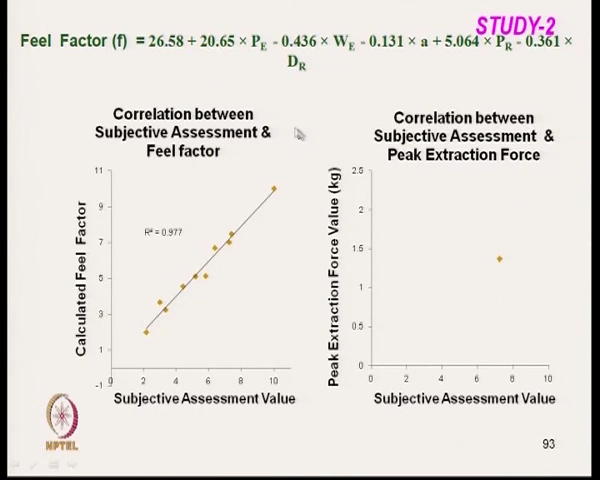 STUDY-2
Feel Factor (f) = 26.58 + 20.65 × P_E - 0.436 × W_E - 0.131 × a + 5.064 × P_R - 0.361 ×
D_R
Correlation between
Subjective Assessment &
Feel factor
11
9
7
5
3
1
-1
R² = 0.977
Calculated Feel Factor
0 2 4 6 8 10
Subjective Assessment Value
Correlation between
Subjective Assessment &
Peak Extraction Force
2.5
2
1.5
1
0.5
0
Peak Extraction Force Value (kg)
0 2 4 6 8 10
Subjective Assessment Value
NPTEL
93